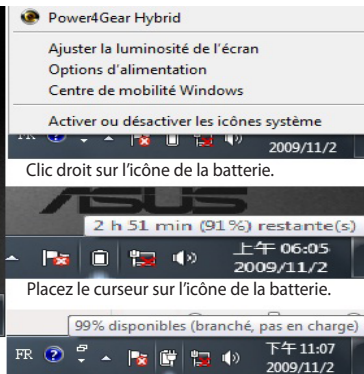 Power4Gear Hybrid
Ajuster la luminosité de l'écran
Options d'alimentation
Centre de mobilité Windows
Activer ou désactiver les icônes système
FR
2009/11/2
Clic droit sur l'icône de la batterie.
ASUS
2 h 51 min (91%) restante(s)
上午 06:05
2009/11/2
Placez le curseur sur l'icône de la batterie.
99% disponibles (branché, pas en charge)
FR
下午 11:07
2009/11/2